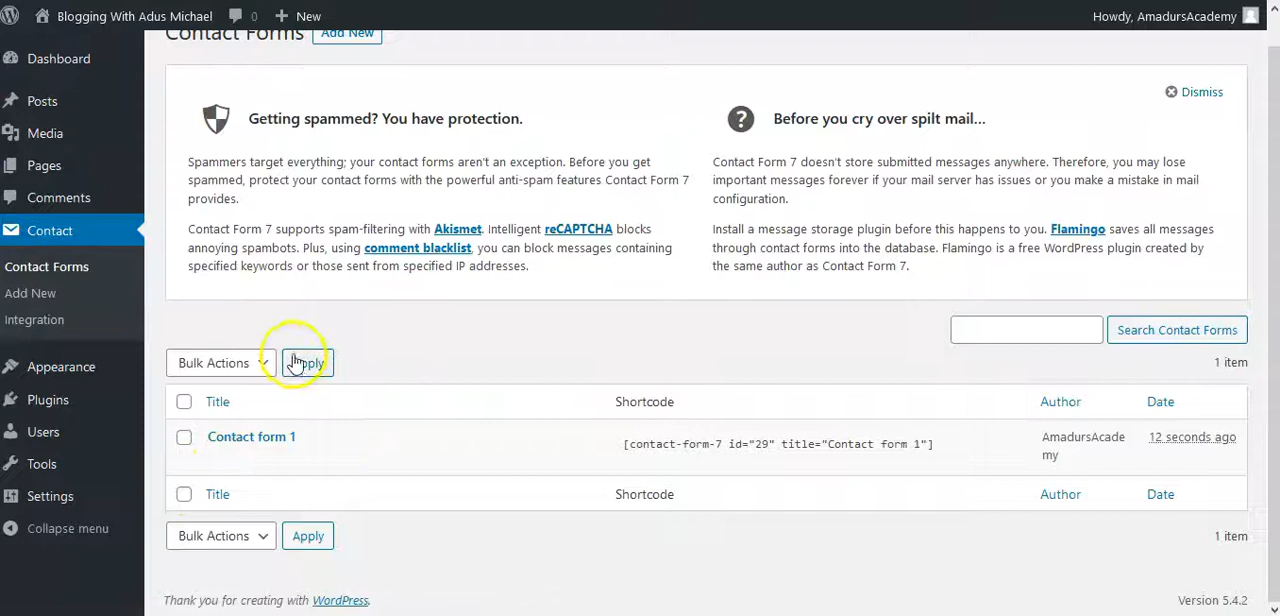 Blogging With Adus Michael 0 New Howdy, AmadursAcademy
Contact Forms Add New
Dashboard
Posts
Media
Pages
Comments
Contact
Contact Forms
Add New
Integration
Appearance
Plugins
Users
Tools
Settings
Collapse menu
Dismiss
Getting spammed? You have protection.
Spammers target everything; your contact forms aren't an exception. Before you get
spammed, protect your contact forms with the powerful anti-spam features Contact Form 7
provides.
Contact Form 7 supports spam-filtering with Akismet. Intelligent reCAPTCHA blocks
annoying spambots. Plus, using comment blacklist, you can block messages containing
specified keywords or those sent from specified IP addresses.
Before you cry over spilt mail...
Contact Form 7 doesn't store submitted messages anywhere. Therefore, you may lose
important messages forever if your mail server has issues or you make a mistake in mail
configuration.
Install a message storage plugin before this happens to you. Flamingo saves all messages
through contact forms into the database. Flamingo is a free WordPress plugin created by
the same author as Contact Form 7.
Search Contact Forms
Bulk Actions Apply 1 item
Title Shortcode Author Date
Contact form 1 [contact-form-7 id="29" title="Contact form 1"] AmadursAcade 12 seconds ago
my
Title Shortcode Author Date
Bulk Actions Apply 1 item
Thank you for creating with WordPress. Version 5.4.2